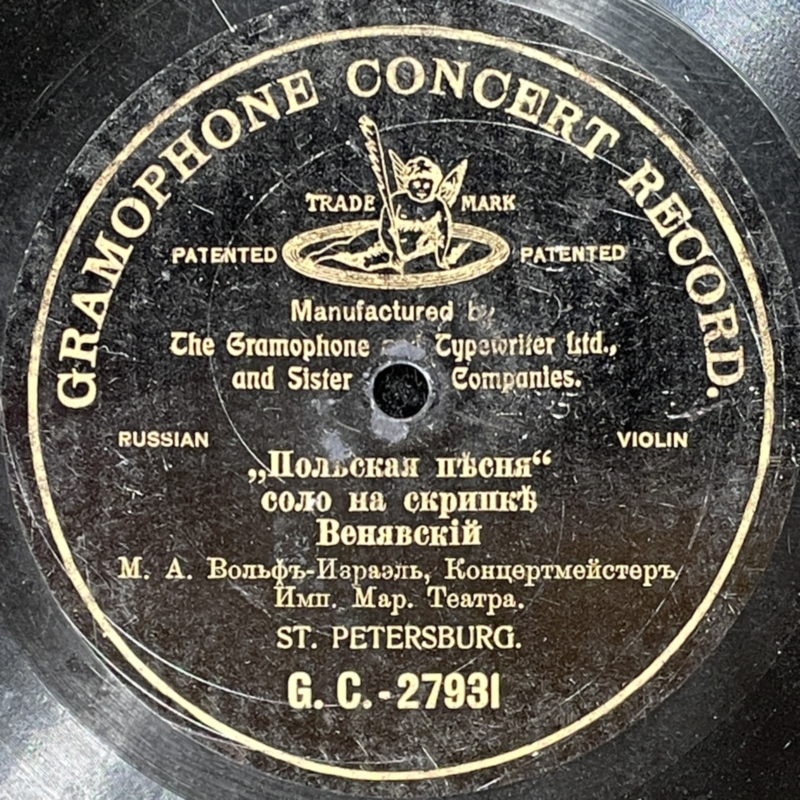 GRAMOPHONE CONCERT RECORD.
TRADE MARK
PATENTED PATENTED
Manufactured by
The Gramophone and Typewriter Ltd.,
and Sister Companies.
RUSSIAN VIOLIN
„Польская пѣсня“
соло на скрипкѣ
Венявскій
М. А. Вольфъ-Израэль, Концертмейстеръ
Имп. Мар. Театра.
ST. PETERSBURG.
G. C. - 27931